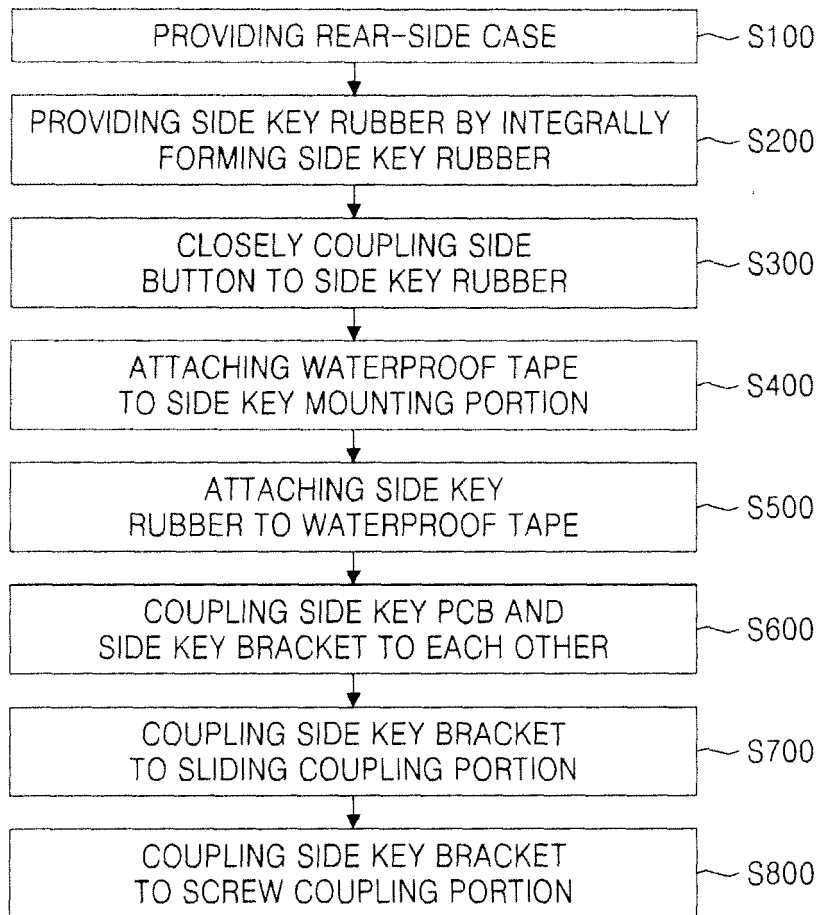 PROVIDING REAR-SIDE CASE
S100
PROVIDING SIDE KEY RUBBER BY INTEGRALLY
FORMING SIDE KEY RUBBER
S200
CLOSELY COUPLING SIDE
BUTTON TO SIDE KEY RUBBER
S300
ATTACHING WATERPROOF TAPE
TO SIDE KEY MOUNTING PORTION
S400
ATTACHING SIDE KEY
RUBBER TO WATERPROOF TAPE
S500
COUPLING SIDE KEY PCB AND
SIDE KEY BRACKET TO EACH OTHER
S600
COUPLING SIDE KEY BRACKET
TO SLIDING COUPLING PORTION
S700
COUPLING SIDE KEY BRACKET
TO SCREW COUPLING PORTION
S800